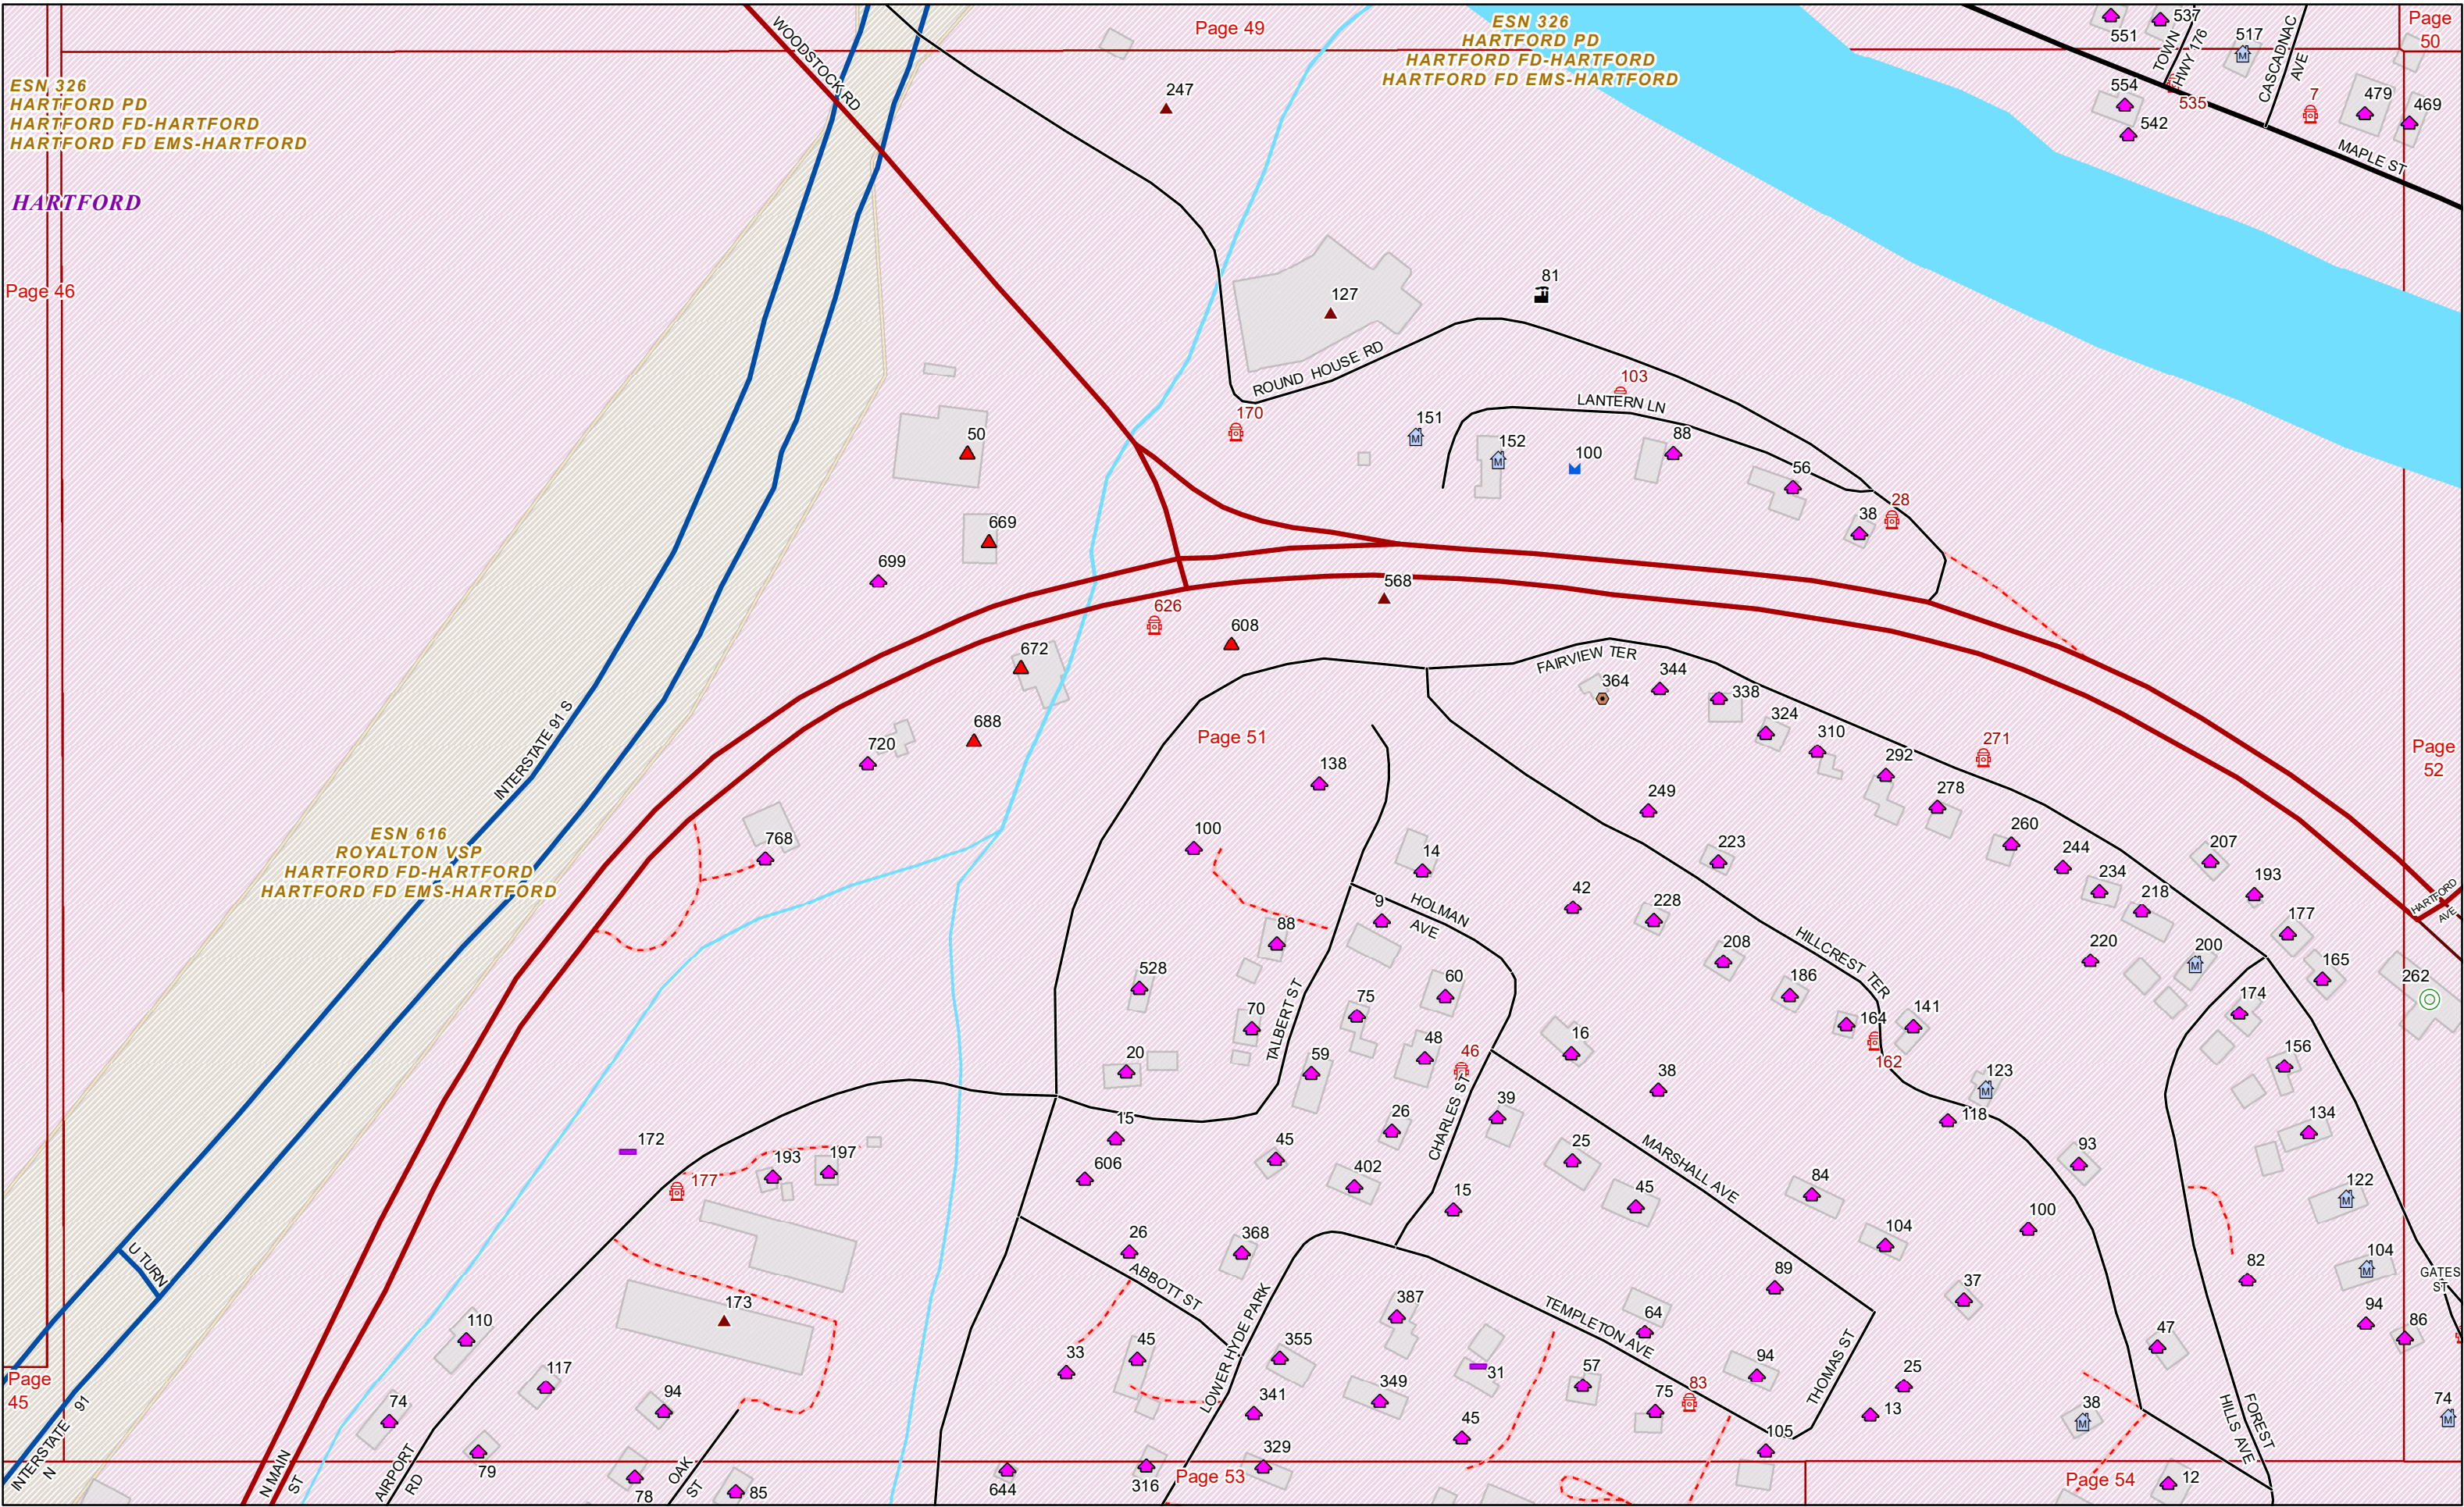 Page 49
ESN 326
HARTFORD PD
HARTFORD FD-HARTFORD
HARTFORD FD EMS-HARTFORD
Page
50
537
551
TOWN
HWY 176
517
CASCADNAC
AVE
WOODSTOCK RD
ESN 326
HARTFORD PD
HARTFORD FD-HARTFORD
HARTFORD FD EMS-HARTFORD
247
554
535
542
7
479
469
MAPLE ST
HARTFORD
Page 46
81
127
ROUND HOUSE RD
103
LANTERN LN
170
151
152
100
88
56
50
28
38
669
699
568
626
608
672
FAIRVIEW TER
364
344
338
324
310
688
720
INTERSTATE 91 S
Page 51
138
292
271
278
Page
52
249
260
244
207
234
218
193
ESN 616
ROYALTON VSP
HARTFORD FD-HARTFORD
HARTFORD FD EMS-HARTFORD
768
100
14
223
42
228
9
HOLMAN
AVE
88
HARTFORD
AVE
177
220
200
165
262
208
HILLCREST TER
186
528
60
75
70
TALBERT ST
174
164
141
162
156
20
59
48
46
16
38
123
118
134
15
26
39
CHARLES ST
25
MARSHALL AVE
93
172
193
197
177
606
45
402
15
45
84
122
104
100
U TURN
26
368
ABBOTT ST
LOWER HYDE PARK
89
82
104
GATES
ST
37
173
387
TEMPLETON AVE
64
94
86
110
33
45
355
31
THOMAS ST
47
Page
45
117
94
349
57
94
25
74
341
45
75
83
13
38
74
INTERSTATE 91
N
79
105
FOREST
HILLS AVE
N MAIN
ST
AIRPORT
RD
78
OAK
ST
85
644
316
Page 53
329
Page 54
12